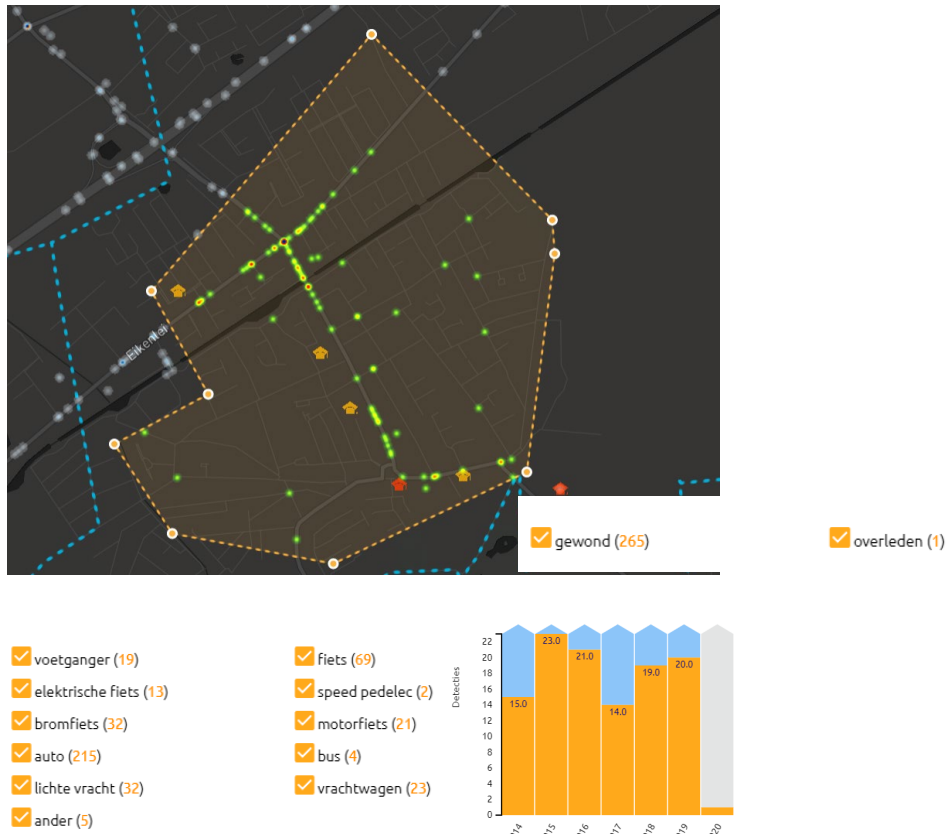 Eikenlei
gewond (265)
overleden (1)
voetganger (19)
fiets (69)
elektrische fiets (13)
speed pedelec (2)
bromfiets (32)
motorfiets (21)
auto (215)
bus (4)
lichte vracht (32)
vrachtwagen (23)
ander (5)
Detecties
22
20
18
16
14
12
10
8
6
4
2
0
15.0
23.0
21.0
14.0
19.0
20.0